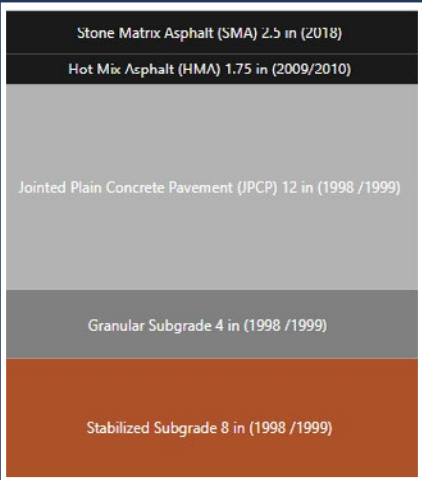 Stone Matrix Asphalt (SMA) 2.5 in (2018)
Hot Mix Asphalt (HMA) 1.75 in (2009/2010)
Jointed Plain Concrete Pavement (JPCP) 12 in (1998 /1999)
Granular Subgrade 4 in (1998 /1999)
Stabilized Subgrade 8 in (1998 /1999)